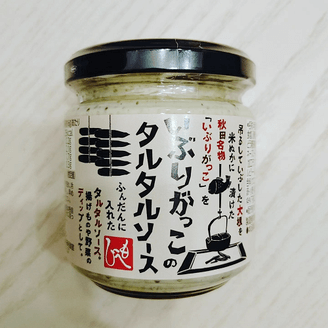 吊るしていぶした大根を
米ぬかに漬けた
秋田名物
「いぶりがっこ」を
いぶりがっこの
タルタルソース
ふんだんに
入れた
タルタルソース。
揚げものや野菜の
ディップとして。
もへじ